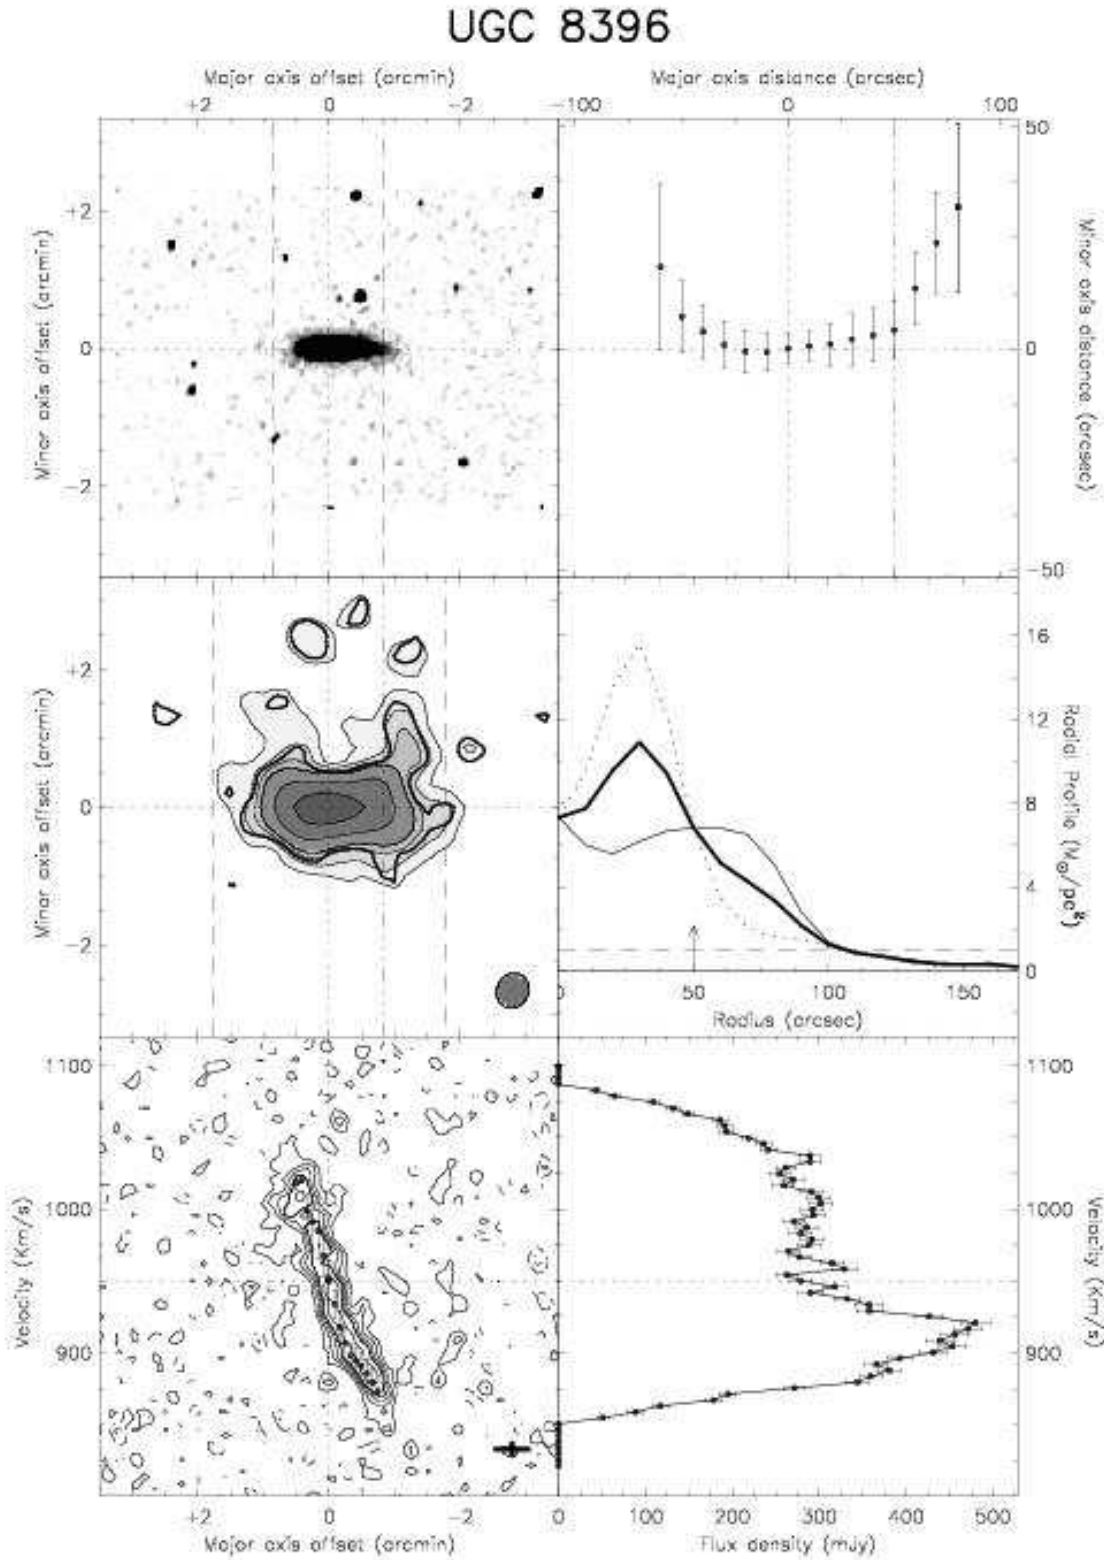 UGC 8396
Major axis offset (arcmin)
+2 0 −2
Major axis distance (arcsec)
−100 0 100
Minor axis offset (arcmin)
+2
0
−2
50
0
−50
Minor axis distance (arcsec)
Minor axis offset (arcmin)
+2
0
−2
16
12
8
4
0
Radial Profile (M⊙/pc²)
0 50 100 150
Radius (arcsec)
Velocity (Km/s)
1100
1000
900
1100
1000
900
Velocity (Km/s)
+2 0 −2
Major axis offset (arcmin)
0 100 200 300 400 500
Flux density (mJy)